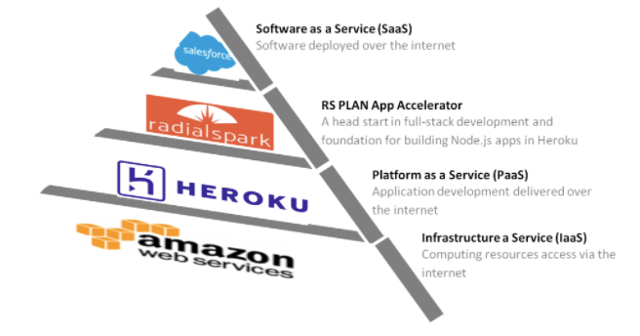 Software as a Service (SaaS)
Software deployed over the internet
salesforce
RS PLAN App Accelerator
A head start in full-stack development and
foundation for building Node.js apps in Heroku
radialspark
Platform as a Service (PaaS)
Application development delivered over
the internet
HEROKU
Infrastructure a Service (IaaS)
Computing resources access via the
internet
amazon
web services